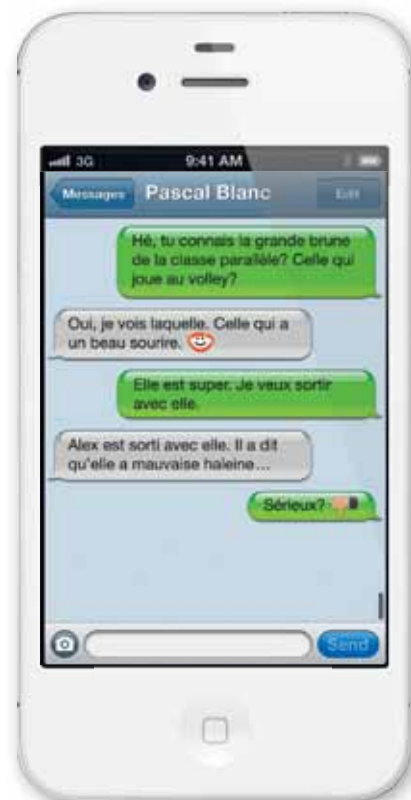 3G 9:41 AM
Messages Pascal Blanc Edit
Hé, tu connais la grande brune
de la classe parallèle? Celle qui
joue au volley?
Oui, je vois laquelle. Celle qui a
un beau sourire.
Elle est super. Je veux sortir
avec elle.
Alex est sorti avec elle. Il a dit
qu'elle a mauvaise haleine…
Sérieux?
Send